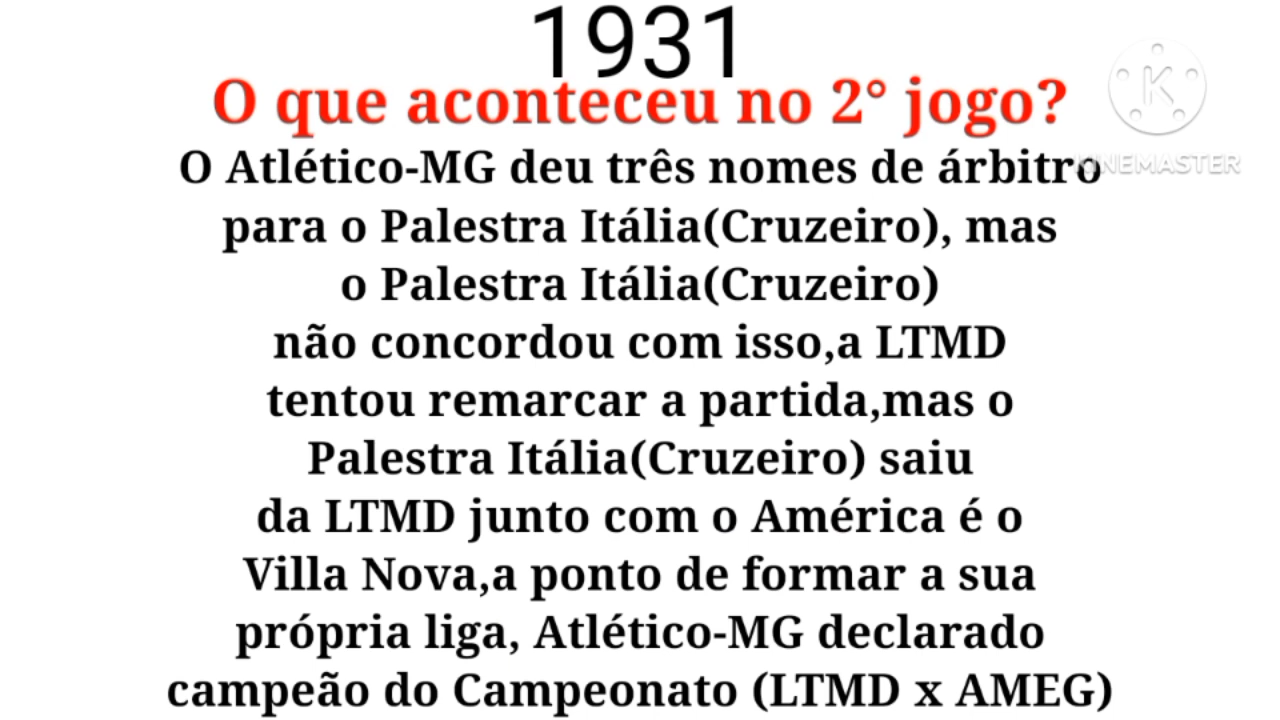 1931
O que aconteceu no 2° jogo?
O Atlético-MG deu três nomes de árbitro
KINEMASTER
para o Palestra Itália(Cruzeiro), mas
o Palestra Itália(Cruzeiro)
não concordou com isso,a LTMD
tentou remarcar a partida,mas o
Palestra Itália(Cruzeiro) saiu
da LTMD junto com o América é o
Villa Nova,a ponto de formar a sua
própria liga, Atlético-MG declarado
campeão do Campeonato (LTMD x AMEG)